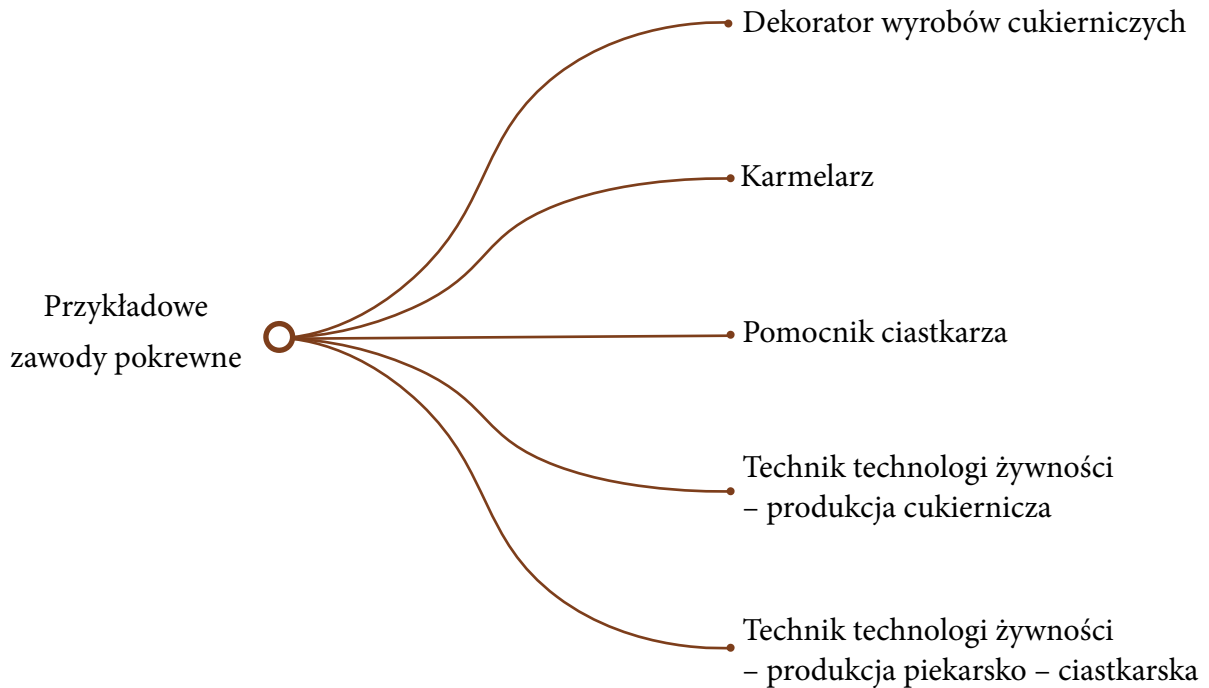 Przykładowe
zawody pokrewne
Dekorator wyrobów cukierniczych
Karmelarz
Pomocnik ciastkarza
Technik technologi żywności
– produkcja cukiernicza
Technik technologi żywności
– produkcja piekarsko – ciastkarska